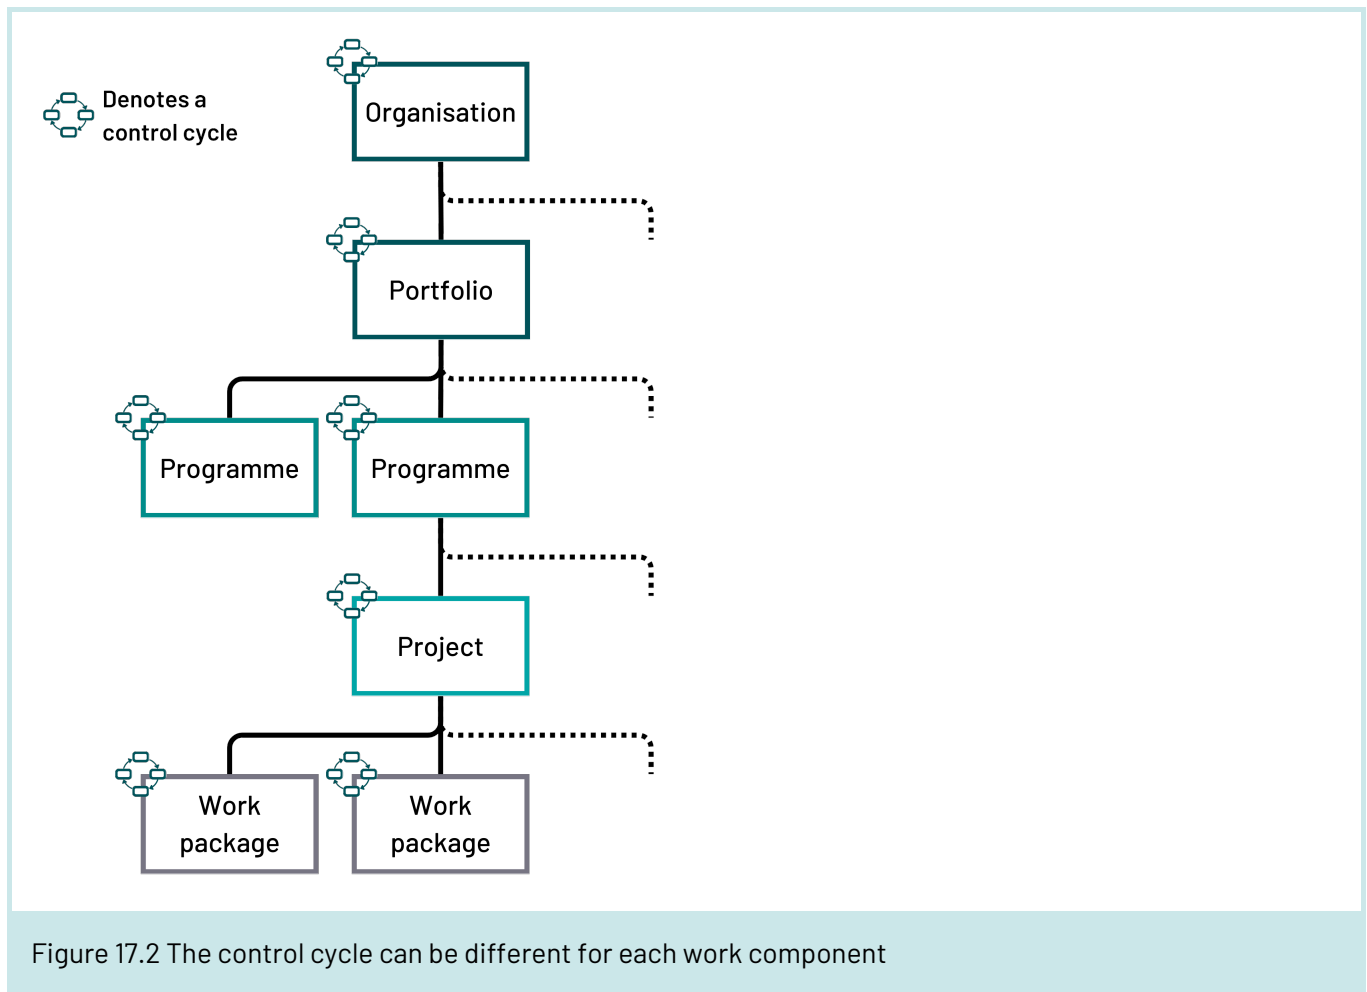 Denotes a
control cycle
Organisation
Portfolio
Programme
Programme
Project
Work
package
Work
package
Figure 17.2 The control cycle can be different for each work component